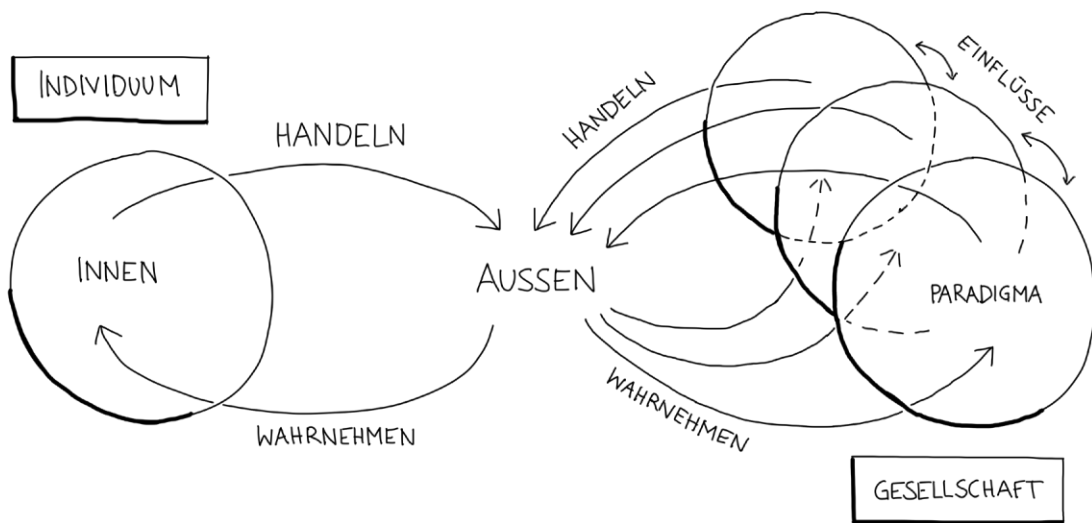 INDIVIDUUM
HANDELN
INNEN
WAHRNEHMEN
AUSSEN
HANDELN
EINFLÜSSE
PARADIGMA
WAHRNEHMEN
GESELLSCHAFT